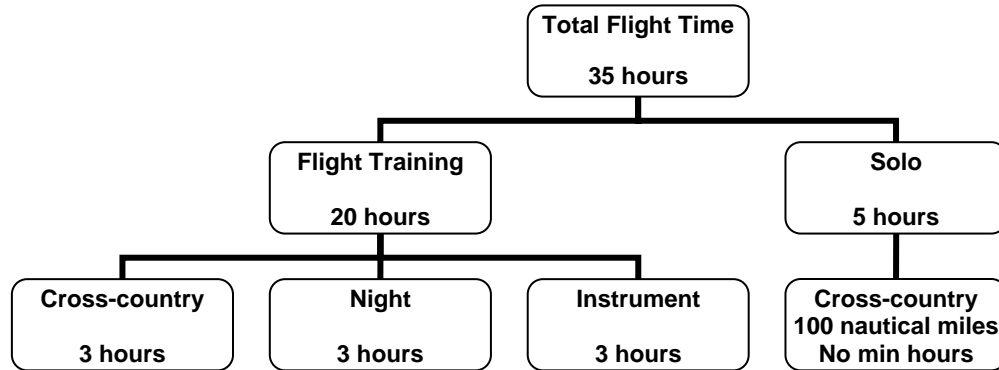 Total Flight Time
35 hours
Flight Training
20 hours
Solo
5 hours
Cross-country
3 hours
Night
3 hours
Instrument
3 hours
Cross-country
100 nautical miles
No min hours